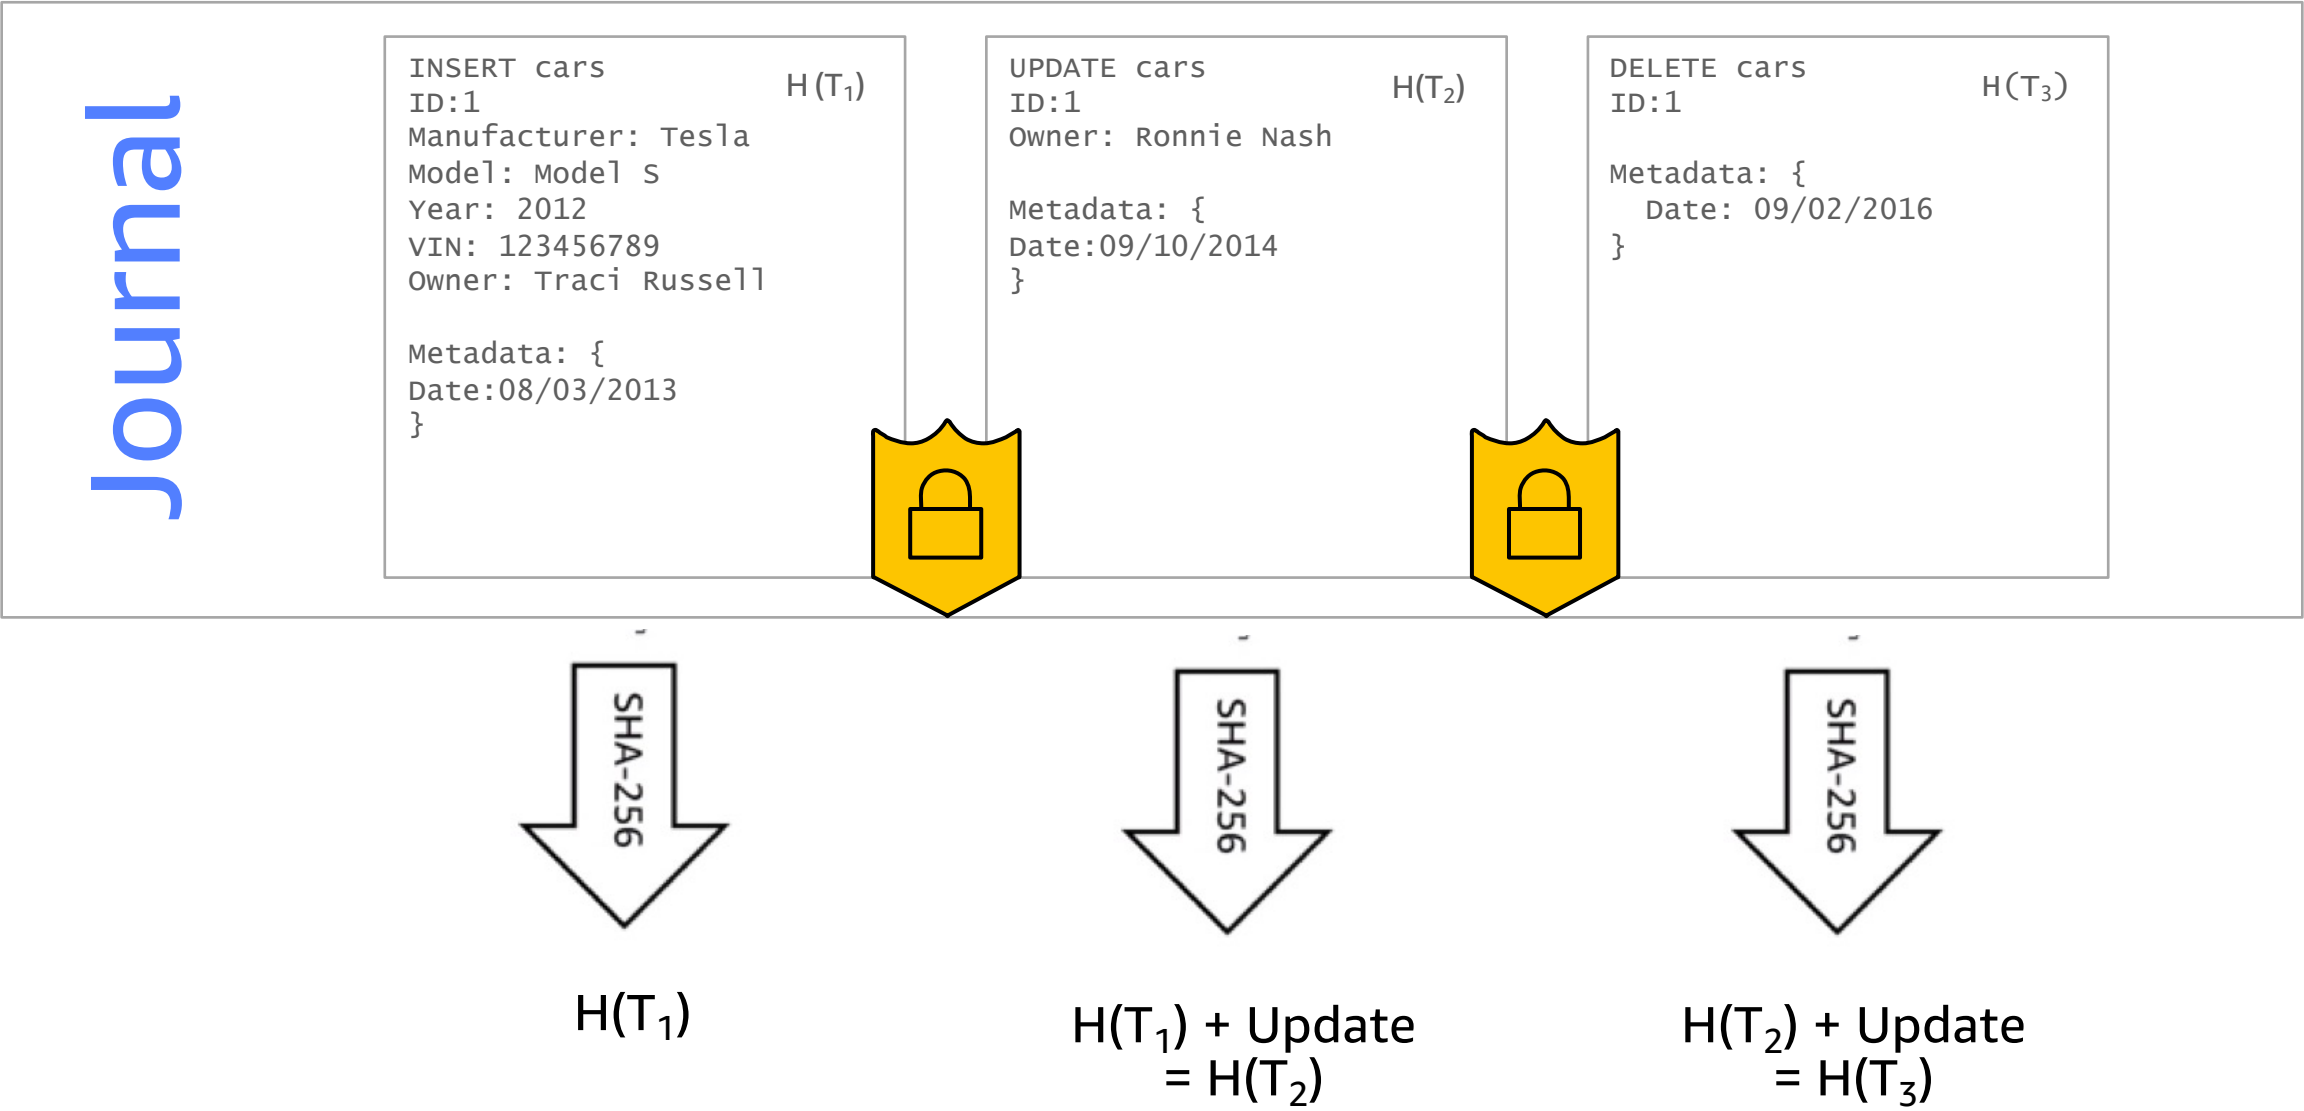 Journal
INSERT cars
H(T₁)
ID:1
Manufacturer: Tesla
Model: Model S
Year: 2012
VIN: 123456789
Owner: Traci Russell
Metadata: {
Date:08/03/2013
}
UPDATE cars
H(T₂)
ID:1
Owner: Ronnie Nash
Metadata: {
Date:09/10/2014
}
DELETE cars
H(T₃)
ID:1
Metadata: {
Date: 09/02/2016
}
SHA-256
SHA-256
SHA-256
H(T₁)
H(T₁) + Update
= H(T₂)
H(T₂) + Update
= H(T₃)